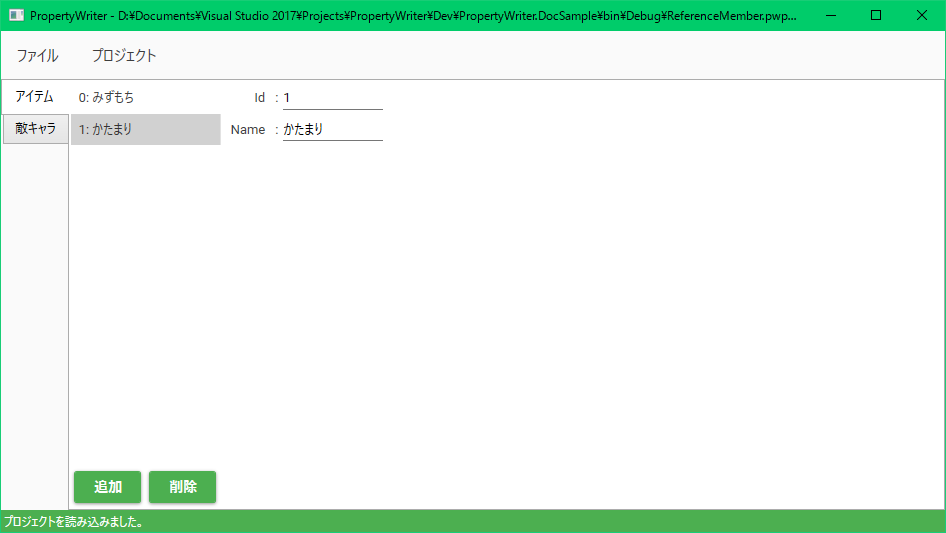 PropertyWriter - D:¥Documents¥Visual Studio 2017¥Projects¥PropertyWriter¥Dev¥PropertyWriter.DocSample¥bin¥Debug¥ReferenceMember.pwp...
ファイル プロジェクト
アイテム 0: みずもち Id : 1
敵キャラ 1: かたまり Name : かたまり
追加 削除
プロジェクトを読み込みました。